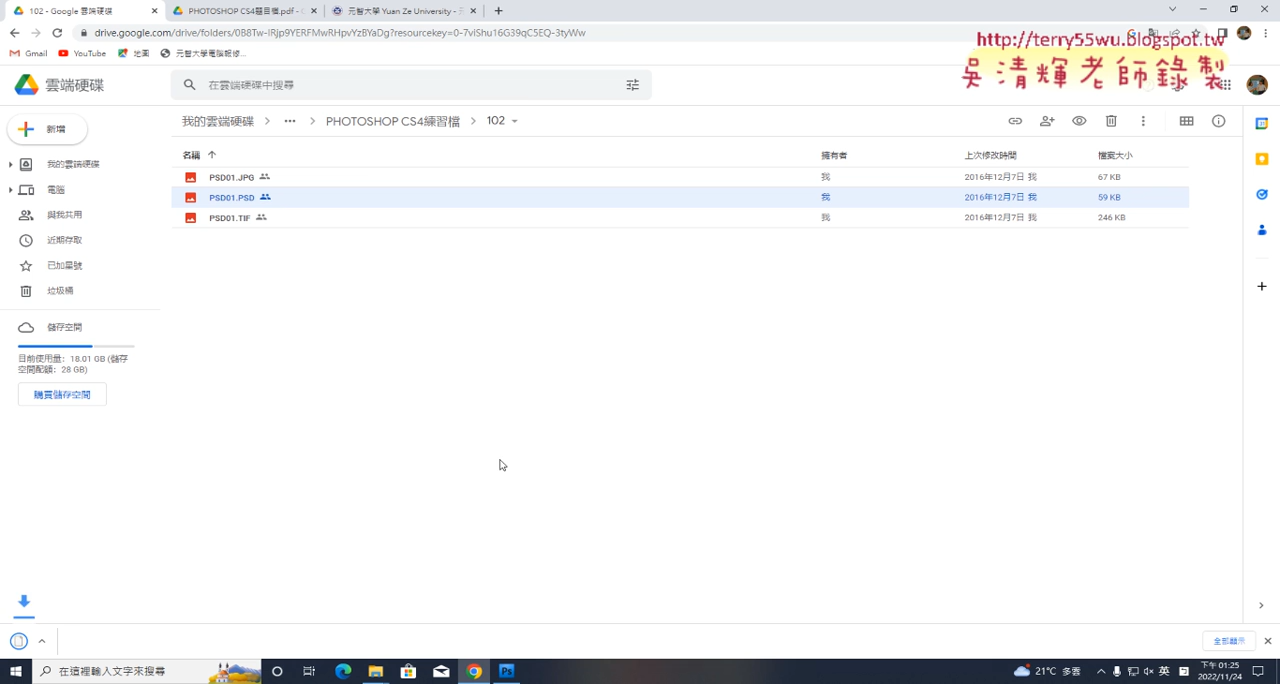 102 - Google 雲端硬碟
PHOTOSHOP CS4題目檔.pdf - G
元智大學 Yuan Ze University - 元
drive.google.com/drive/folders/0B8Tw-lRjp9YERFMwRHpvYzBYaDg?resourcekey=0-7viShu16G39qC5EQ-3tyWw
Gmail
YouTube
地圖
元智大學電腦輔修...
http://terry55wu.blogspot.tw
吳清輝老師錄製
雲端硬碟
在雲端硬碟中搜尋
新增
我的雲端硬碟
電腦
與我共用
近期存取
已加星號
垃圾桶
儲存空間
目前使用量：18.01 GB (儲存
空間配額：28 GB)
購買儲存空間
我的雲端硬碟 > ... > PHOTOSHOP CS4練習檔 > 102
名稱 擁有者 上次修改時間 檔案大小
PSD01.JPG 我 2016年12月7日 我 67 KB
PSD01.PSD 我 2016年12月7日 我 59 KB
PSD01.TIF 我 2016年12月7日 我 246 KB
全部顯示
在這裡輸入文字來搜尋
Ps
21°C 多雲
英
下午 01:25
2022/11/24